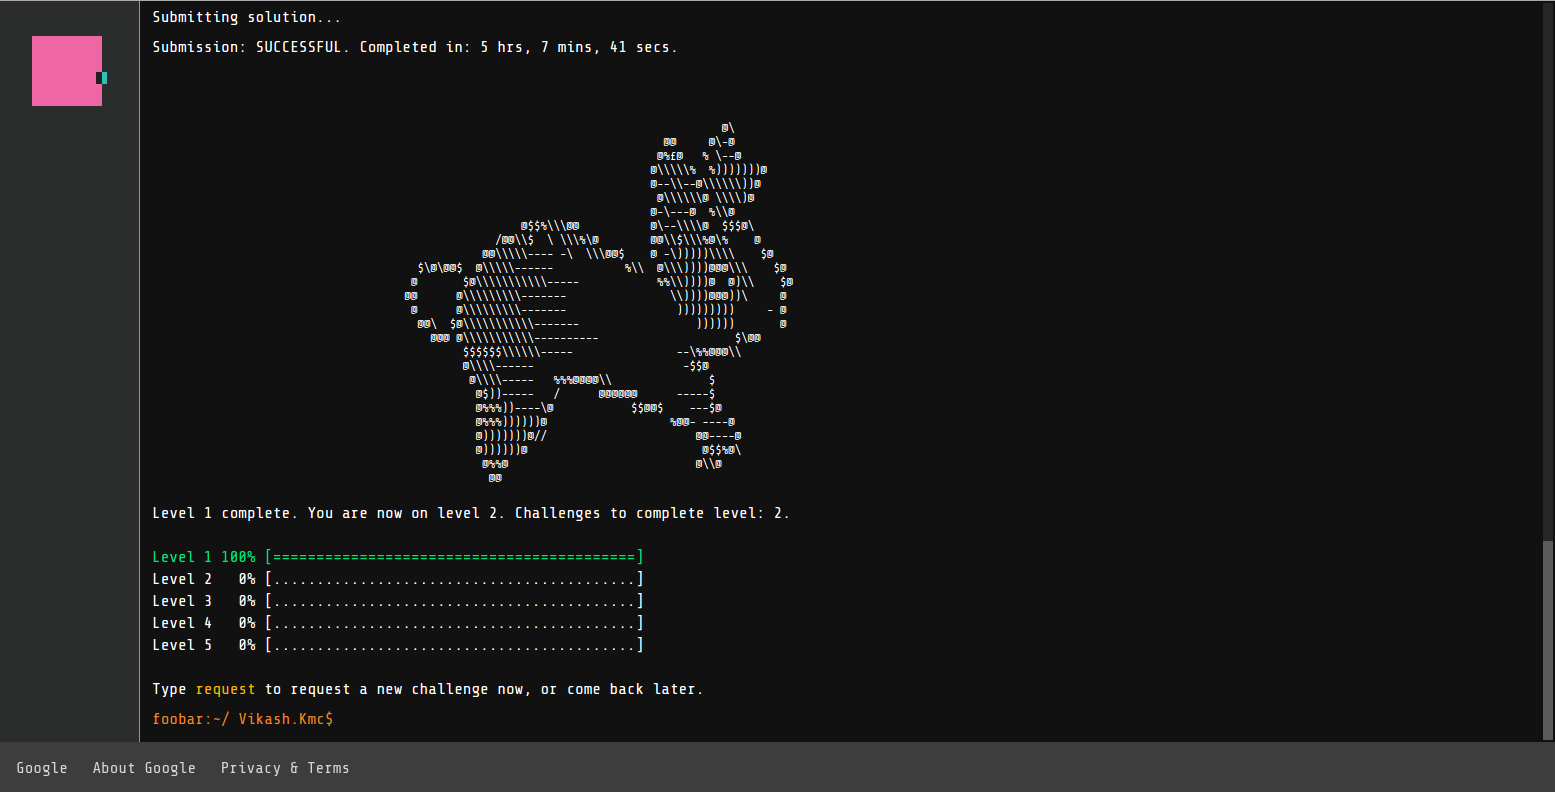 Submitting solution...
Submission: SUCCESSFUL. Completed in: 5 hrs, 7 mins, 41 secs.
@\
@@     @\-@
@%£@   % \--@
@\\\\\%  %)))))))@
@--\\--@\\\\\\))@
@\\\\\\@ \\\\)@
@-\---@  %\\@
@$$%\\\@@           @\--\\\\@  $$$@\
/@@\\$  \ \\\%\@        @@\\$\\\%@\%    @
@@\\\\\---- -\  \\\@@$    @ -\)))))\\\\    $@
$\@\@@$  @\\\\\------           %\\  @\\\))))@@@\\\    $@
@       $@\\\\\\\\\\\-----            %%\\))))@  @)\\    $@
@@      @\\\\\\\\\-------                \\))))@@@))\     @
@      @\\\\\\\\\-------                 )))))))))     - @
@@\  $@\\\\\\\\\\\-------                  ))))))       @
@@@ @\\\\\\\\\\\----------                     $\@@
$$$$$$\\\\\\-----                --\%%@@@\\
@\\\\------                       -$$@
@\\\\-----   %%%@@@@\\               $
@$))-----   /      @@@@@@      -----$
@%%%))----\@            $$@@$    ---$@
@%%%))))))@                   %@@- ----@
@)))))))@//                       @@----@
@))))))@                           @$$%@\
@%%@                             @\\@
@@
Level 1 complete. You are now on level 2. Challenges to complete level: 2.
Level 1 100% [==========================================]
Level 2   0% [..........................................]
Level 3   0% [..........................................]
Level 4   0% [..........................................]
Level 5   0% [..........................................]
Type request to request a new challenge now, or come back later.
foobar:~/ Vikash.Kmc$
Google   About Google   Privacy & Terms